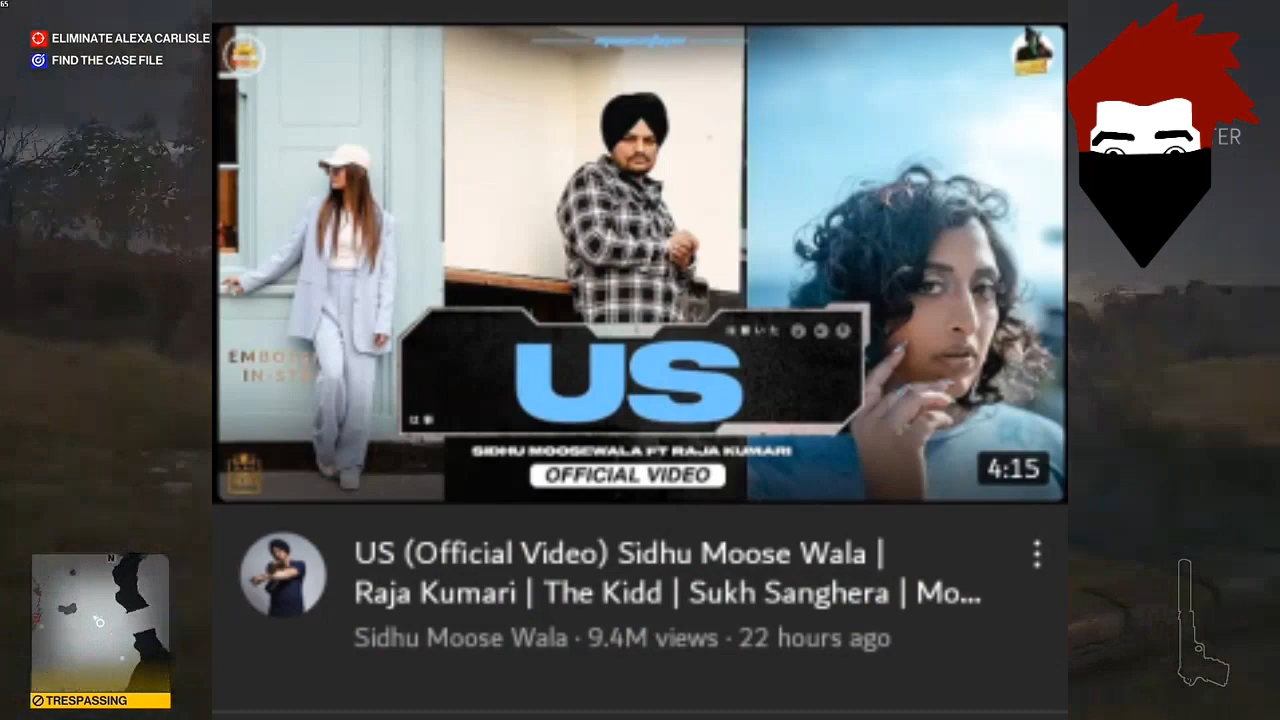 65
ELIMINATE ALEXA CARLISLE
FIND THE CASE FILE
TER
US
SIDHU MOOSEWALA FT RAJA KUMARI
OFFICIAL VIDEO
4:15
US (Official Video) Sidhu Moose Wala |
Raja Kumari | The Kidd | Sukh Sanghera | Mo...
Sidhu Moose Wala · 9.4M views · 22 hours ago
N
TRESPASSING